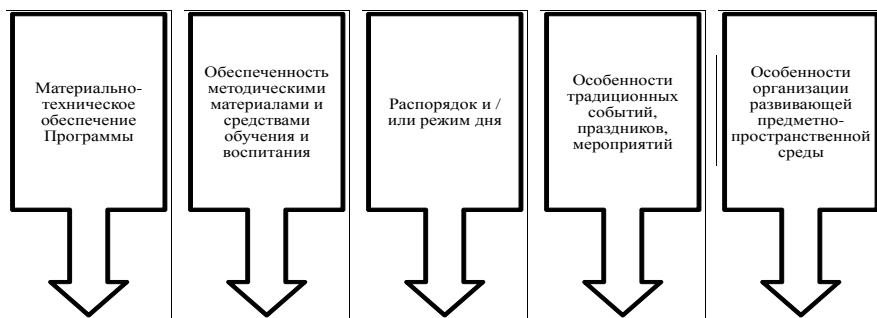 Материально-
техническое
обеспечение
Программы
Обеспеченность
методическими
материалами и
средствами
обучения и
воспитания
Распорядок и /
или режим дня
Особенности
традиционных
событий,
праздников,
мероприятий
Особенности
организации
развивающей
предметно-
пространственной
среды